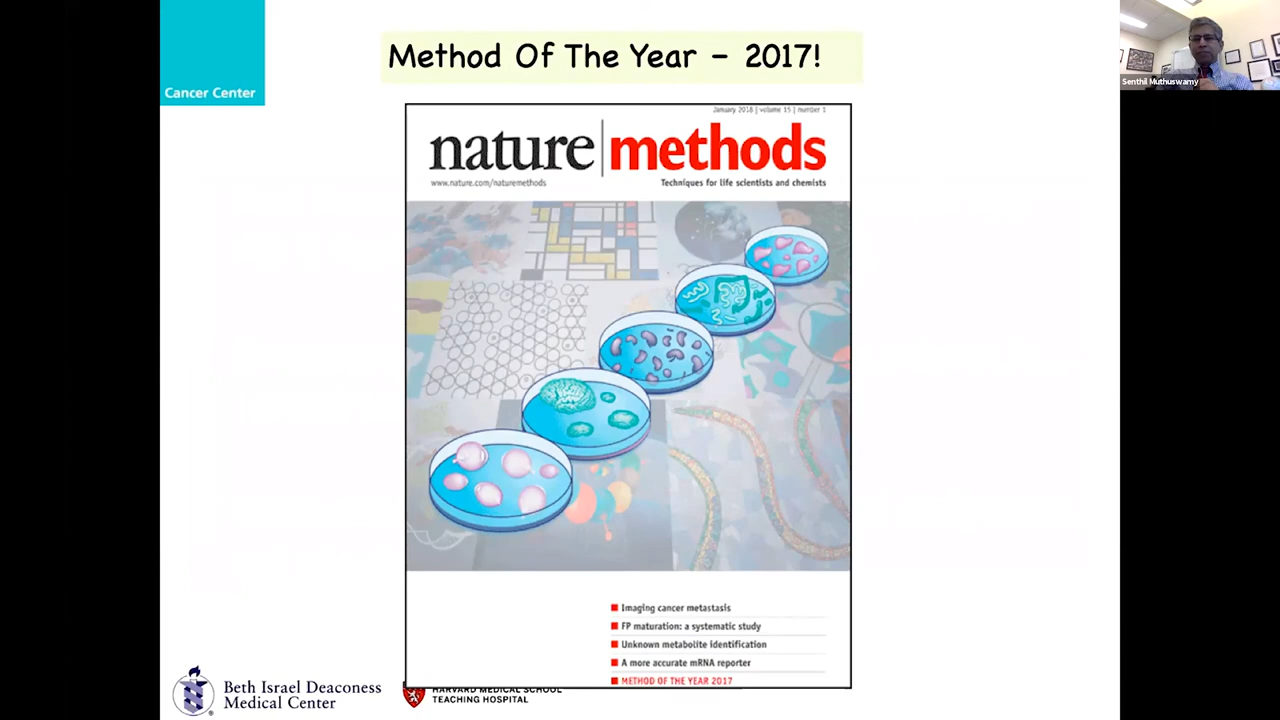 Method Of The Year - 2017!
Cancer Center
Senthil Muthuswamy
January 2018 | volume 15 | number 1
nature methods
www.nature.com/naturemethods
Techniques for life scientists and chemists
Imaging cancer metastasis
FP maturation: a systematic study
Unknown metabolite identification
A more accurate mRNA reporter
METHOD OF THE YEAR 2017
Beth Israel Deaconess
Medical Center
HARVARD MEDICAL SCHOOL
TEACHING HOSPITAL